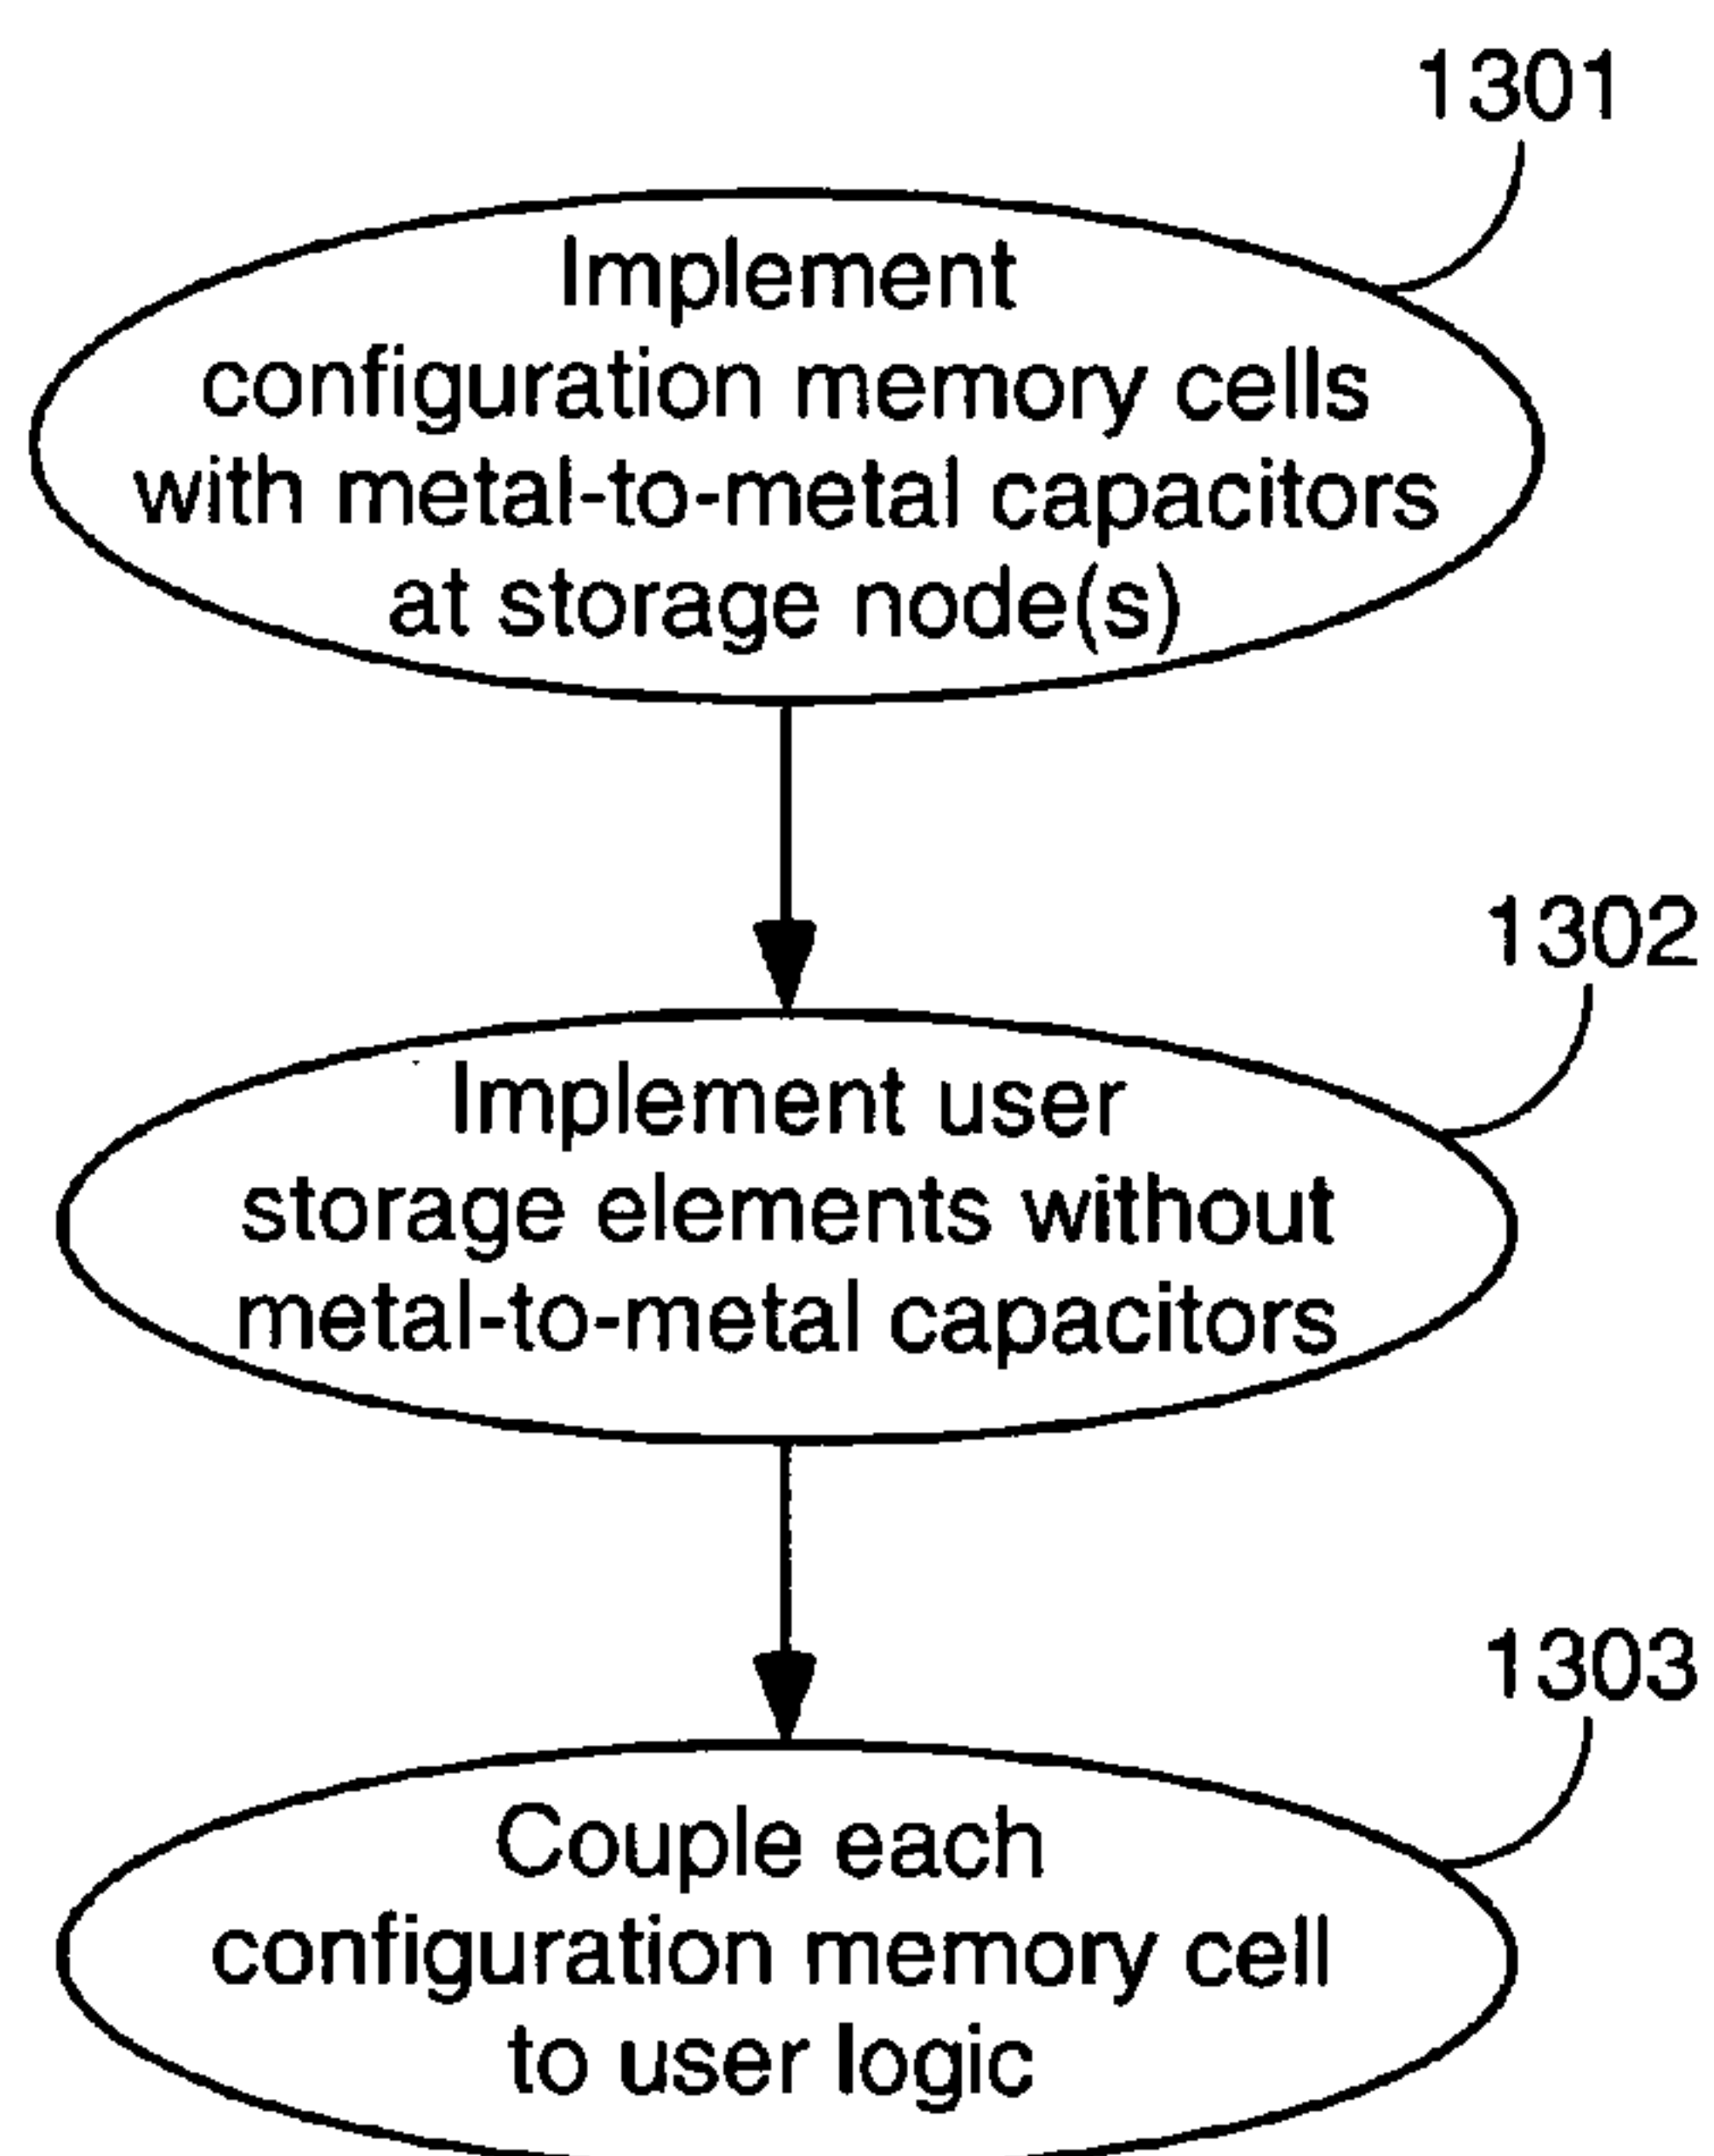 1301
Implement
configuration memory cells
with metal-to-metal capacitors
at storage node(s)
1302
Implement user
storage elements without
metal-to-metal capacitors
1303
Couple each
configuration memory cell
to user logic